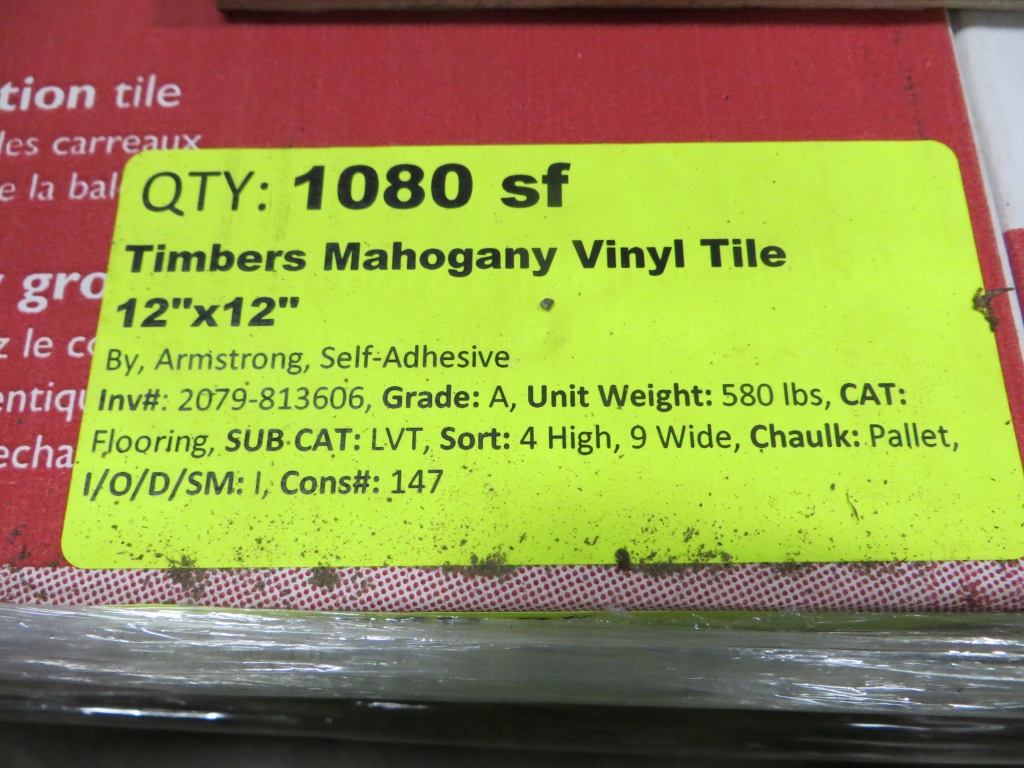 tion tile
les carreaux
e la bal
QTY: 1080 sf
Timbers Mahogany Vinyl Tile
12"x12"
By, Armstrong, Self-Adhesive
Inv#: 2079-813606, Grade: A, Unit Weight: 580 lbs, CAT:
Flooring, SUB CAT: LVT, Sort: 4 High, 9 Wide, Chaulk: Pallet,
I/O/D/SM: I, Cons#: 147
gro
z le co
entiqu
echa